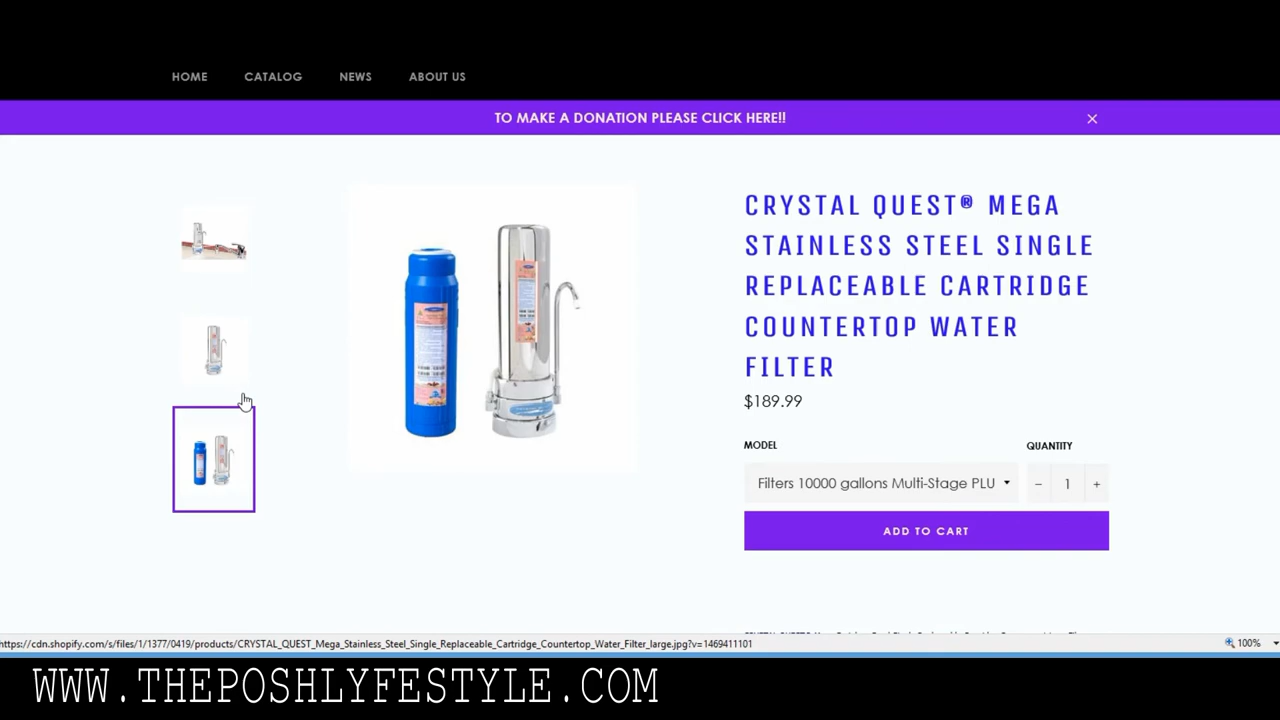 HOME CATALOG NEWS ABOUT US
TO MAKE A DONATION PLEASE CLICK HERE!!
CRYSTAL QUEST® MEGA
STAINLESS STEEL SINGLE
REPLACEABLE CARTRIDGE
COUNTERTOP WATER
FILTER
$189.99
MODEL QUANTITY
Filters 10000 gallons Multi-Stage PLU
− 1 +
ADD TO CART
https://cdn.shopify.com/s/files/1/1377/0419/products/CRYSTAL_QUEST_Mega_Stainless_Steel_Single_Replaceable_Cartridge_Countertop_Water_Filter_large.jpg?v=1469411101
100%
WWW.THEPOSHLYFESTYLE.COM